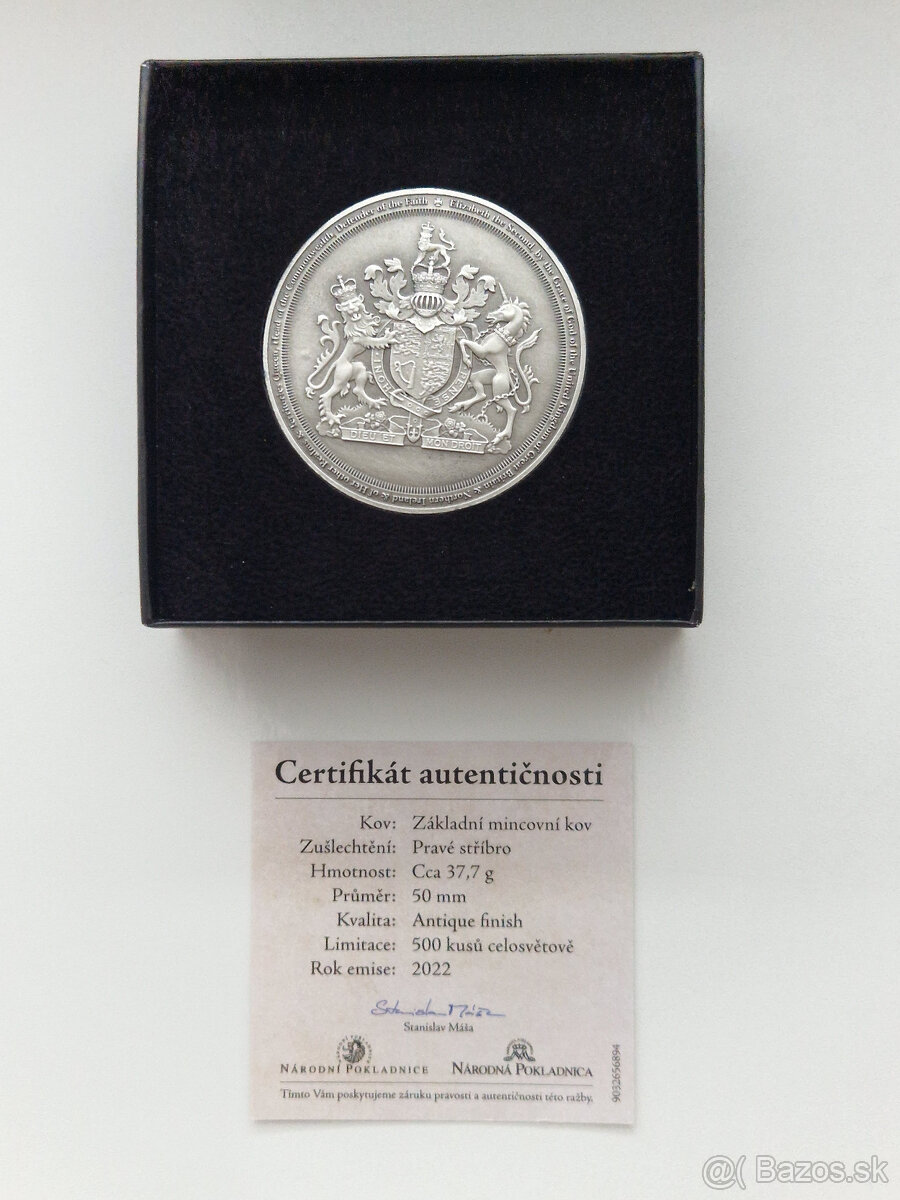 Elizabeth the Second, by the Grace of God of the United Kingdom of Great Britain & Northern Ireland & of Her other Realms & Territories Queen, Head of the Commonwealth, Defender of the Faith
HONI
PENSE
DIEU ET MON DROIT
Certifikát autentičnosti
Kov: Základní mincovní kov
Zušlechtění: Pravé stříbro
Hmotnost: Cca 37,7 g
Průměr: 50 mm
Kvalita: Antique finish
Limitace: 500 kusů celosvětově
Rok emise: 2022
Stanislav Máša
Stanislav Máša
NÁRODNÍ POKLADNICE NÁRODNÁ POKLADNICA
Tímto Vám poskytujeme záruku pravosti a autentičnosti této ražby.
9032656894
@( Bazos.sk